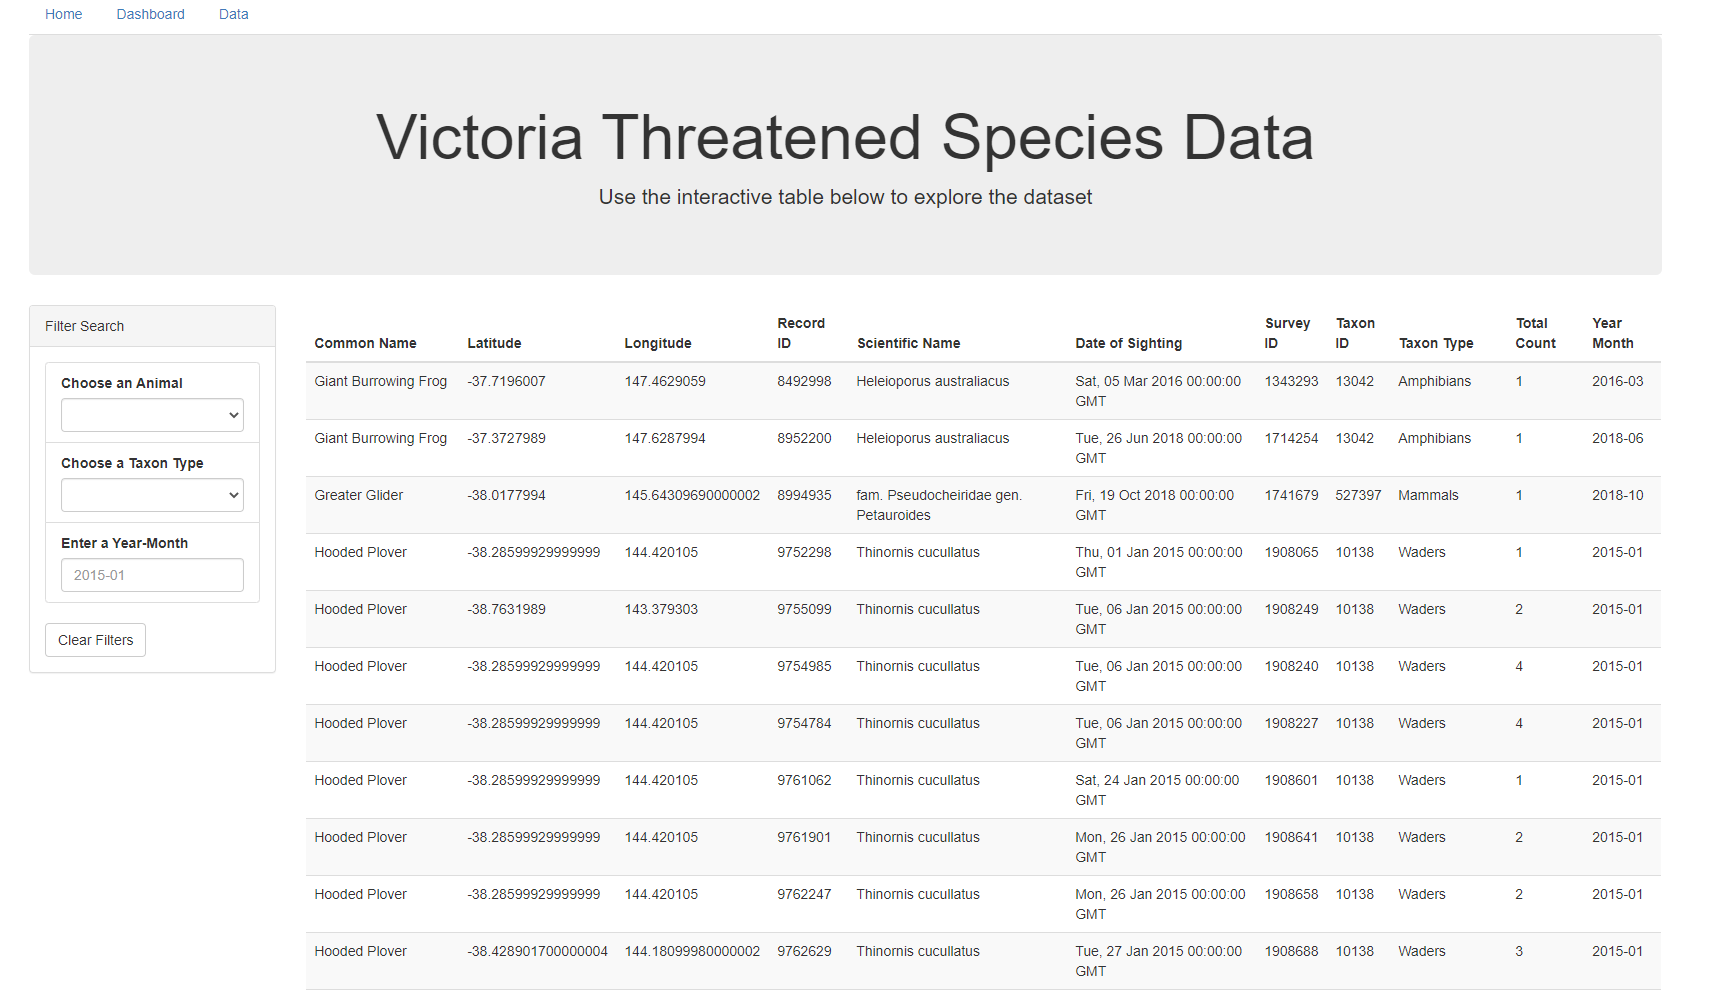 Home Dashboard Data
Victoria Threatened Species Data
Use the interactive table below to explore the dataset
Filter Search
Choose an Animal
Choose a Taxon Type
Enter a Year-Month
2015-01
Clear Filters
Common Name Latitude Longitude Record ID Scientific Name Date of Sighting Survey ID Taxon ID Taxon Type Total Count Year Month
Giant Burrowing Frog -37.7196007 147.4629059 8492998 Heleioporus australiacus Sat, 05 Mar 2016 00:00:00 GMT 1343293 13042 Amphibians 1 2016-03
Giant Burrowing Frog -37.3727989 147.6287994 8952200 Heleioporus australiacus Tue, 26 Jun 2018 00:00:00 GMT 1714254 13042 Amphibians 1 2018-06
Greater Glider -38.0177994 145.64309690000002 8994935 fam. Pseudocheiridae gen. Petauroides Fri, 19 Oct 2018 00:00:00 GMT 1741679 527397 Mammals 1 2018-10
Hooded Plover -38.28599929999999 144.420105 9752298 Thinornis cucullatus Thu, 01 Jan 2015 00:00:00 GMT 1908065 10138 Waders 1 2015-01
Hooded Plover -38.7631989 143.379303 9755099 Thinornis cucullatus Tue, 06 Jan 2015 00:00:00 GMT 1908249 10138 Waders 2 2015-01
Hooded Plover -38.28599929999999 144.420105 9754985 Thinornis cucullatus Tue, 06 Jan 2015 00:00:00 GMT 1908240 10138 Waders 4 2015-01
Hooded Plover -38.28599929999999 144.420105 9754784 Thinornis cucullatus Tue, 06 Jan 2015 00:00:00 GMT 1908227 10138 Waders 4 2015-01
Hooded Plover -38.28599929999999 144.420105 9761062 Thinornis cucullatus Sat, 24 Jan 2015 00:00:00 GMT 1908601 10138 Waders 1 2015-01
Hooded Plover -38.28599929999999 144.420105 9761901 Thinornis cucullatus Mon, 26 Jan 2015 00:00:00 GMT 1908641 10138 Waders 2 2015-01
Hooded Plover -38.28599929999999 144.420105 9762247 Thinornis cucullatus Mon, 26 Jan 2015 00:00:00 GMT 1908658 10138 Waders 2 2015-01
Hooded Plover -38.428901700000004 144.18099980000002 9762629 Thinornis cucullatus Tue, 27 Jan 2015 00:00:00 GMT 1908688 10138 Waders 3 2015-01